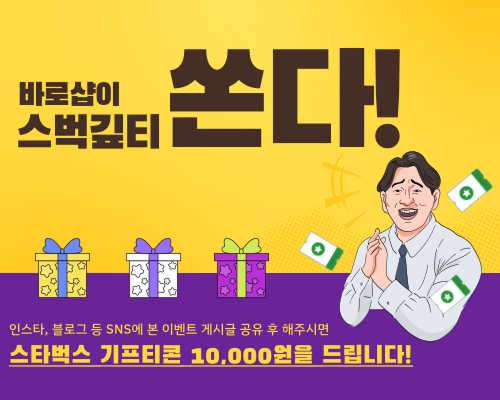 바로샵이
스벅깊티
쏜다!
인스타, 블로그 등 SNS에 본 이벤트 게시글 공유 후 해주시면
스타벅스 기프티콘 10,000원을 드립니다!